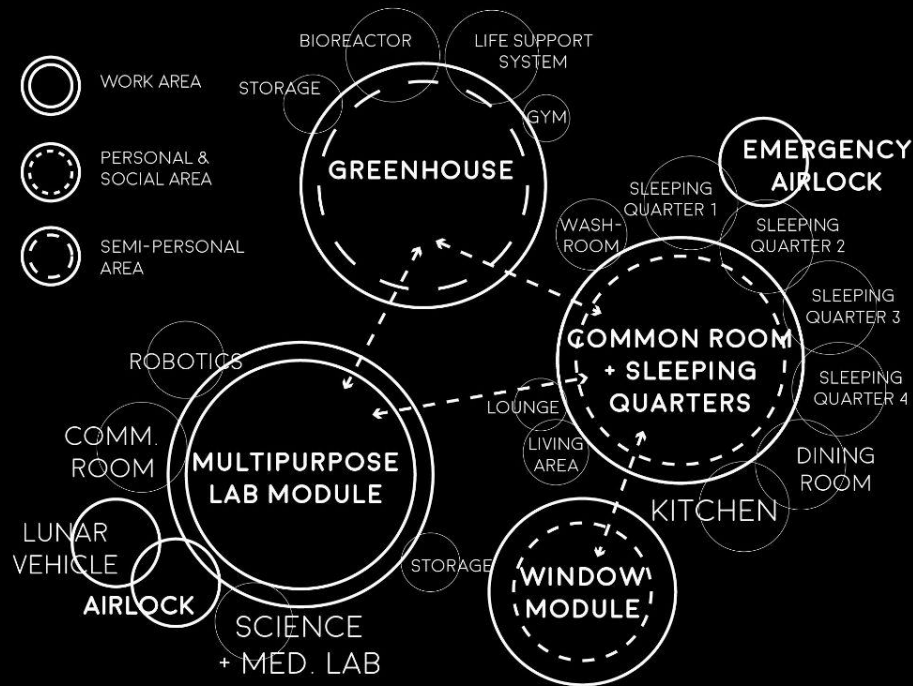 WORK AREA
PERSONAL &
SOCIAL AREA
SEMI-PERSONAL
AREA
BIOREACTOR
LIFE SUPPORT
SYSTEM
STORAGE
GYM
GREENHOUSE
EMERGENCY
AIRLOCK
SLEEPING
QUARTER 1
WASH-
ROOM
SLEEPING
QUARTER 2
SLEEPING
QUARTER 3
COMMON ROOM
+ SLEEPING
QUARTERS
SLEEPING
QUARTER 4
LOUNGE
LIVING
AREA
DINING
ROOM
KITCHEN
ROBOTICS
COMM.
ROOM
MULTIPURPOSE
LAB MODULE
LUNAR
VEHICLE
AIRLOCK
STORAGE
SCIENCE
+ MED. LAB
WINDOW
MODULE